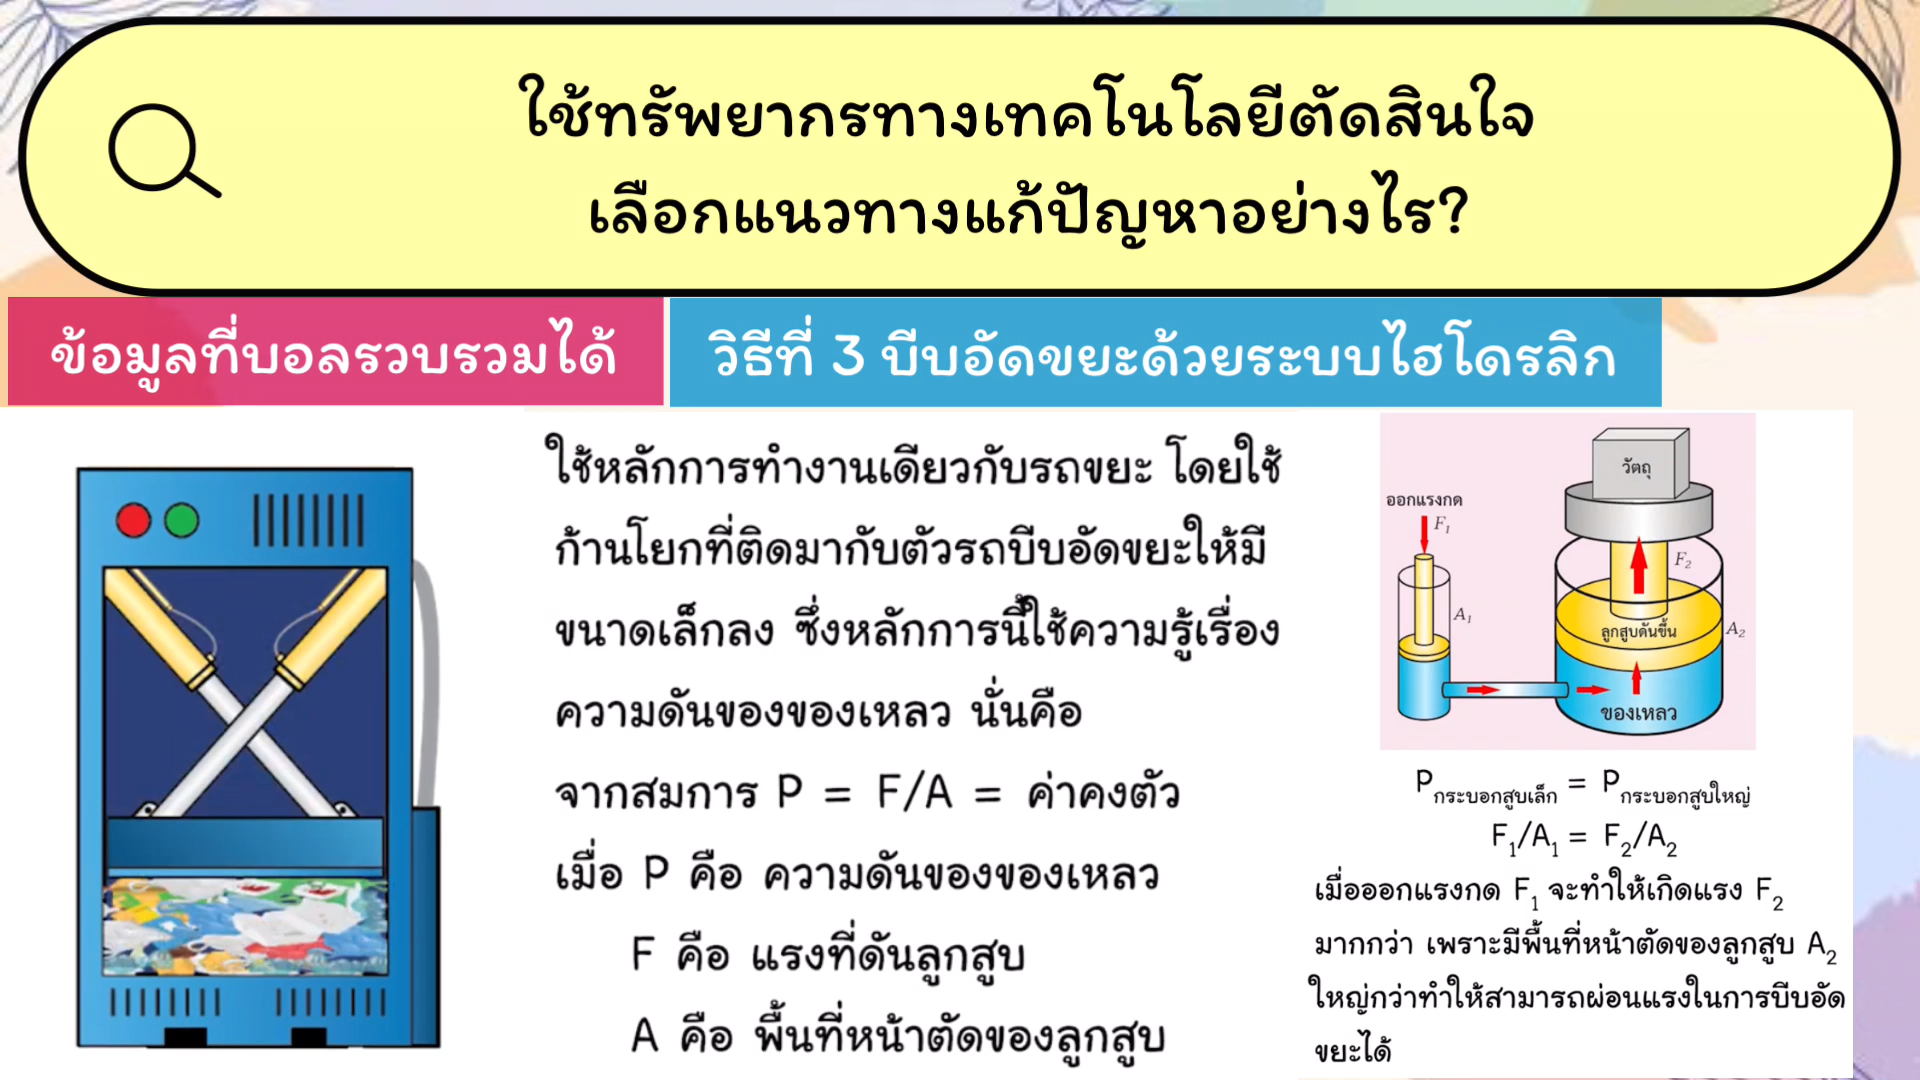 ใช้ทรัพยากรทางเทคโนโลยีตัดสินใจ
เลือกแนวทางแก้ปัญหาอย่างไร?
ข้อมูลที่บอลรวบรวมได้
วิธีที่ 3 บีบอัดขยะด้วยระบบไฮโดรลิก
ใช้หลักการทำงานเดียวกับรถขยะ โดยใช้
ก้านโยกที่ติดมากับตัวรถบีบอัดขยะให้มี
ขนาดเล็กลง ซึ่งหลักการนี้ใช้ความรู้เรื่อง
ความดันของของเหลว นั่นคือ
จากสมการ P = F/A = ค่าคงตัว
เมื่อ P คือ ความดันของของเหลว
F คือ แรงที่ดันลูกสูบ
A คือ พื้นที่หน้าตัดของลูกสูบ
วัตถุ
ออกแรงกด
F₁
F₂
A₁
ลูกสูบดันขึ้น
A₂
ของเหลว
P กระบอกสูบเล็ก = P กระบอกสูบใหญ่
F₁/A₁ = F₂/A₂
เมื่อออกแรงกด F₁ จะทำให้เกิดแรง F₂
มากกว่า เพราะมีพื้นที่หน้าตัดของลูกสูบ A₂
ใหญ่กว่าทำให้สามารถผ่อนแรงในการบีบอัด
ขยะได้